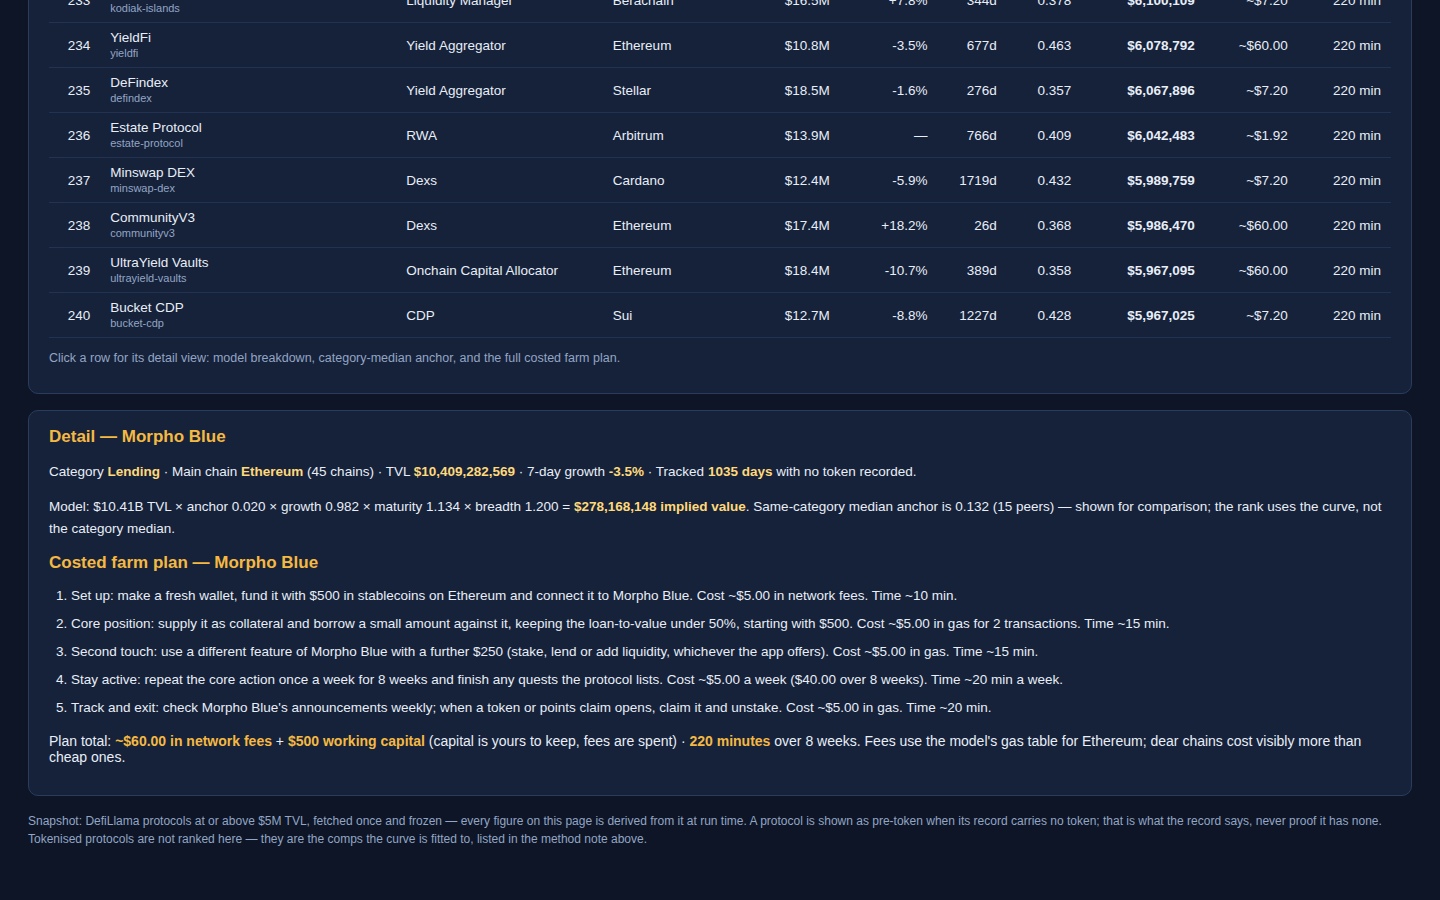 233 Liquidity Manager Berachain $16.5M +7.8% 344d 0.378 $6,100,109 ~$7.20 220 min
kodiak-islands
234 YieldFi Yield Aggregator Ethereum $10.8M -3.5% 677d 0.463 $6,078,792 ~$60.00 220 min
yieldfi
235 DeFindex Yield Aggregator Stellar $18.5M -1.6% 276d 0.357 $6,067,896 ~$7.20 220 min
defindex
236 Estate Protocol RWA Arbitrum $13.9M — 766d 0.409 $6,042,483 ~$1.92 220 min
estate-protocol
237 Minswap DEX Dexs Cardano $12.4M -5.9% 1719d 0.432 $5,989,759 ~$7.20 220 min
minswap-dex
238 CommunityV3 Dexs Ethereum $17.4M +18.2% 26d 0.368 $5,986,470 ~$60.00 220 min
communityv3
239 UltraYield Vaults Onchain Capital Allocator Ethereum $18.4M -10.7% 389d 0.358 $5,967,095 ~$60.00 220 min
ultrayield-vaults
240 Bucket CDP CDP Sui $12.7M -8.8% 1227d 0.428 $5,967,025 ~$7.20 220 min
bucket-cdp
Click a row for its detail view: model breakdown, category-median anchor, and the full costed farm plan.
Detail — Morpho Blue
Category Lending · Main chain Ethereum (45 chains) · TVL $10,409,282,569 · 7-day growth -3.5% · Tracked 1035 days with no token recorded.
Model: $10.41B TVL × anchor 0.020 × growth 0.982 × maturity 1.134 × breadth 1.200 = $278,168,148 implied value. Same-category median anchor is 0.132 (15 peers) — shown for comparison; the rank uses the curve, not
the category median.
Costed farm plan — Morpho Blue
1. Set up: make a fresh wallet, fund it with $500 in stablecoins on Ethereum and connect it to Morpho Blue. Cost ~$5.00 in network fees. Time ~10 min.
2. Core position: supply it as collateral and borrow a small amount against it, keeping the loan-to-value under 50%, starting with $500. Cost ~$5.00 in gas for 2 transactions. Time ~15 min.
3. Second touch: use a different feature of Morpho Blue with a further $250 (stake, lend or add liquidity, whichever the app offers). Cost ~$5.00 in gas. Time ~15 min.
4. Stay active: repeat the core action once a week for 8 weeks and finish any quests the protocol lists. Cost ~$5.00 a week ($40.00 over 8 weeks). Time ~20 min a week.
5. Track and exit: check Morpho Blue's announcements weekly; when a token or points claim opens, claim it and unstake. Cost ~$5.00 in gas. Time ~20 min.
Plan total: ~$60.00 in network fees + $500 working capital (capital is yours to keep, fees are spent) · 220 minutes over 8 weeks. Fees use the model's gas table for Ethereum; dear chains cost visibly more than
cheap ones.
Snapshot: DefiLlama protocols at or above $5M TVL, fetched once and frozen — every figure on this page is derived from it at run time. A protocol is shown as pre-token when its record carries no token; that is what the record says, never proof it has none.
Tokenised protocols are not ranked here — they are the comps the curve is fitted to, listed in the method note above.